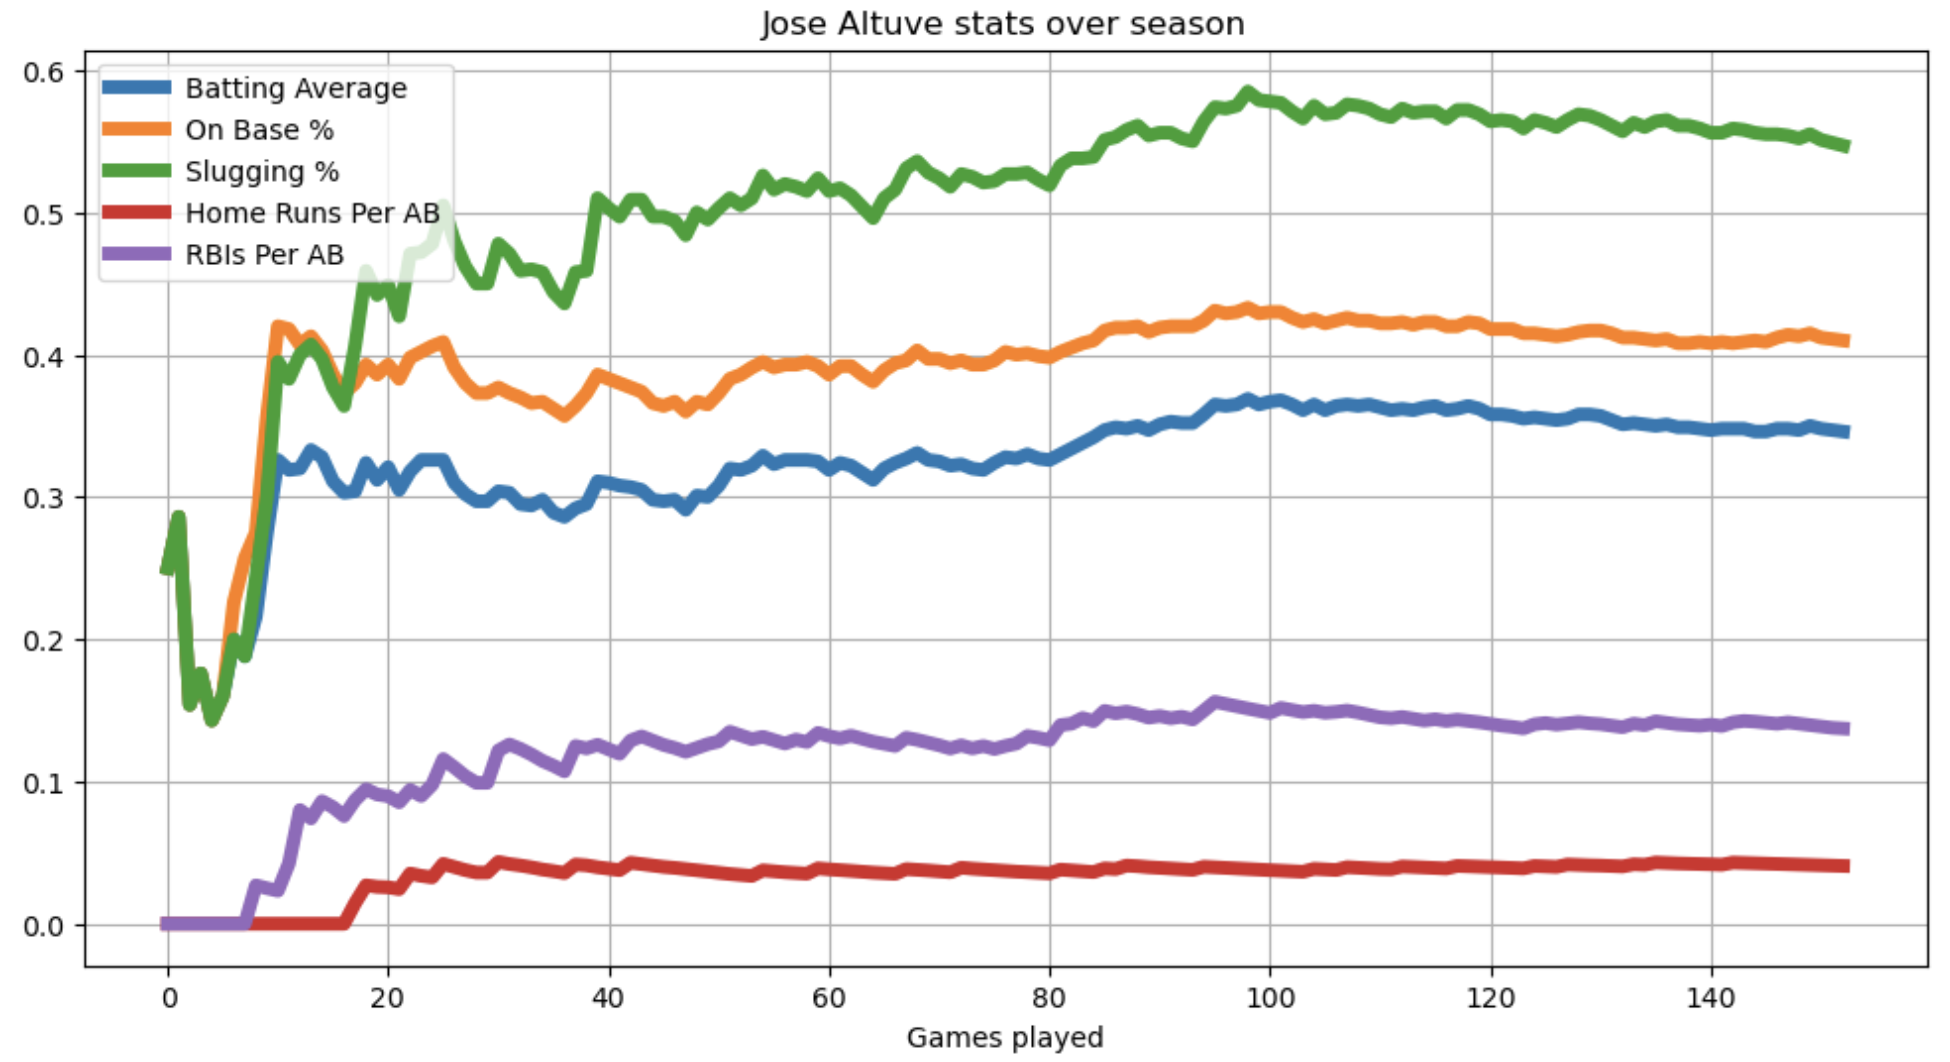 Jose Altuve stats over season
0.6
0.5
0.4
0.3
0.2
0.1
0.0
Batting Average
On Base %
Slugging %
Home Runs Per AB
RBIs Per AB
0 20 40 60 80 100 120 140
Games played